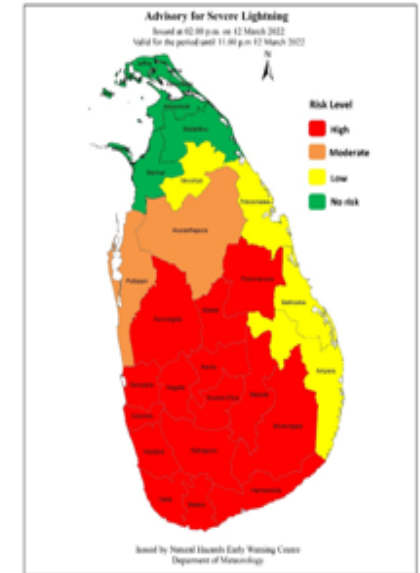 Advisory for Severe Lightning
Issued at 02.00 p.m. on 12 March 2022
Valid for the period until 11.00 p.m 12 March 2022
N
Risk Level
High
Moderate
Low
No risk
Mannar
Vavuniya
Trincomalee
Anuradhapura
Puttalam
Polonnaruwa
Kurunegala
Matale
Batticaloa
Ampara
Kandy
Gampaha
Kegalle
Nuwara Eliya
Badulla
Colombo
Monaragala
Ratnapura
Kalutara
Hambantota
Galle
Matara
Issued by Natural Hazards Early Warning Centre
Department of Meteorology